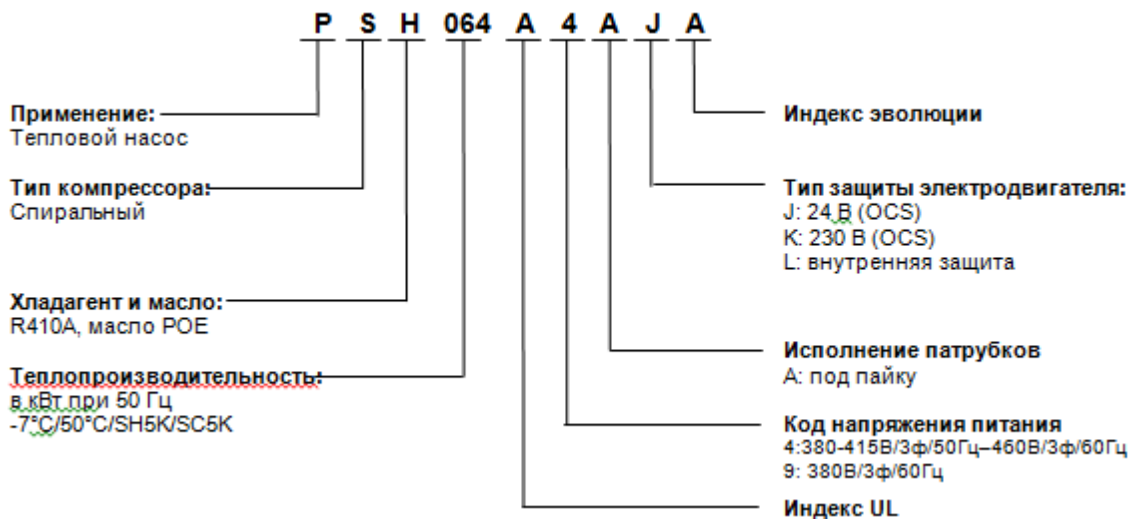 P S H 064 A 4 A J A
Применение:
Тепловой насос
Тип компрессора:
Спиральный
Хладагент и масло:
R410A, масло POE
Теплопроизводительность:
в кВт при 50 Гц
-7°C/50°C/SH5K/SC5K
Индекс эволюции
Тип защиты электродвигателя:
J: 24 В (OCS)
K: 230 В (OCS)
L: внутренняя защита
Исполнение патрубков
A: под пайку
Код напряжения питания
4:380-415В/3ф/50Гц–460В/3ф/60Гц
9: 380В/3ф/60Гц
Индекс UL